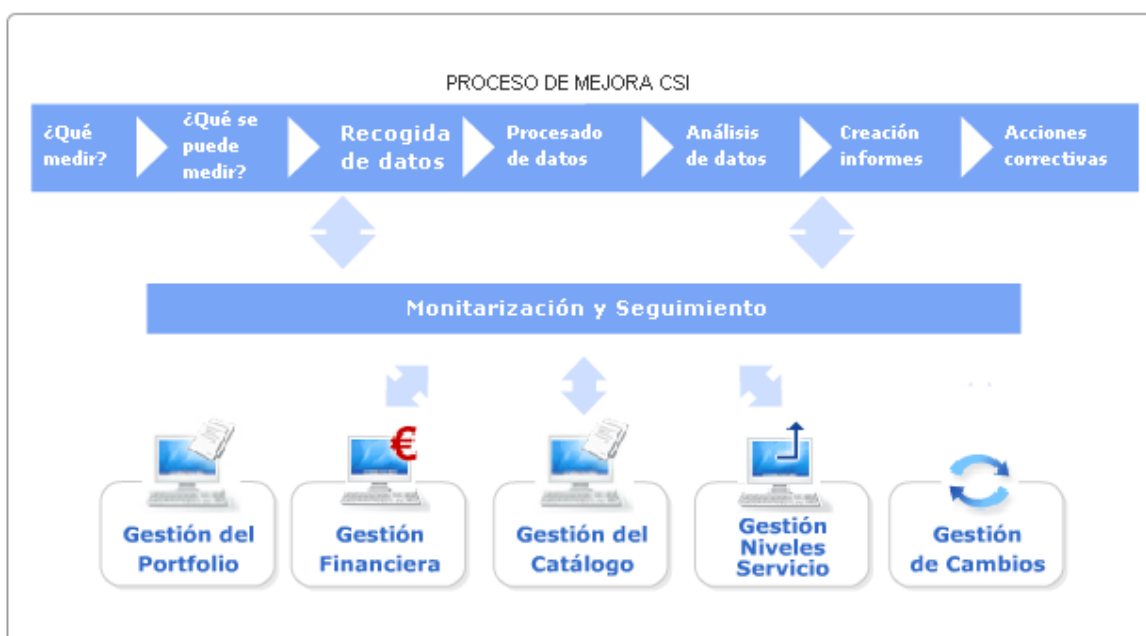 PROCESO DE MEJORA CSI
¿Qué
medir?
¿Qué se
puede
medir?
Recogida
de datos
Procesado
de datos
Análisis
de datos
Creación
informes
Acciones
correctivas
Monitarización y Seguimiento
€
Gestión del
Portfolio
Gestión
Financiera
Gestión del
Catálogo
Gestión
Niveles
Servicio
Gestión
de Cambios